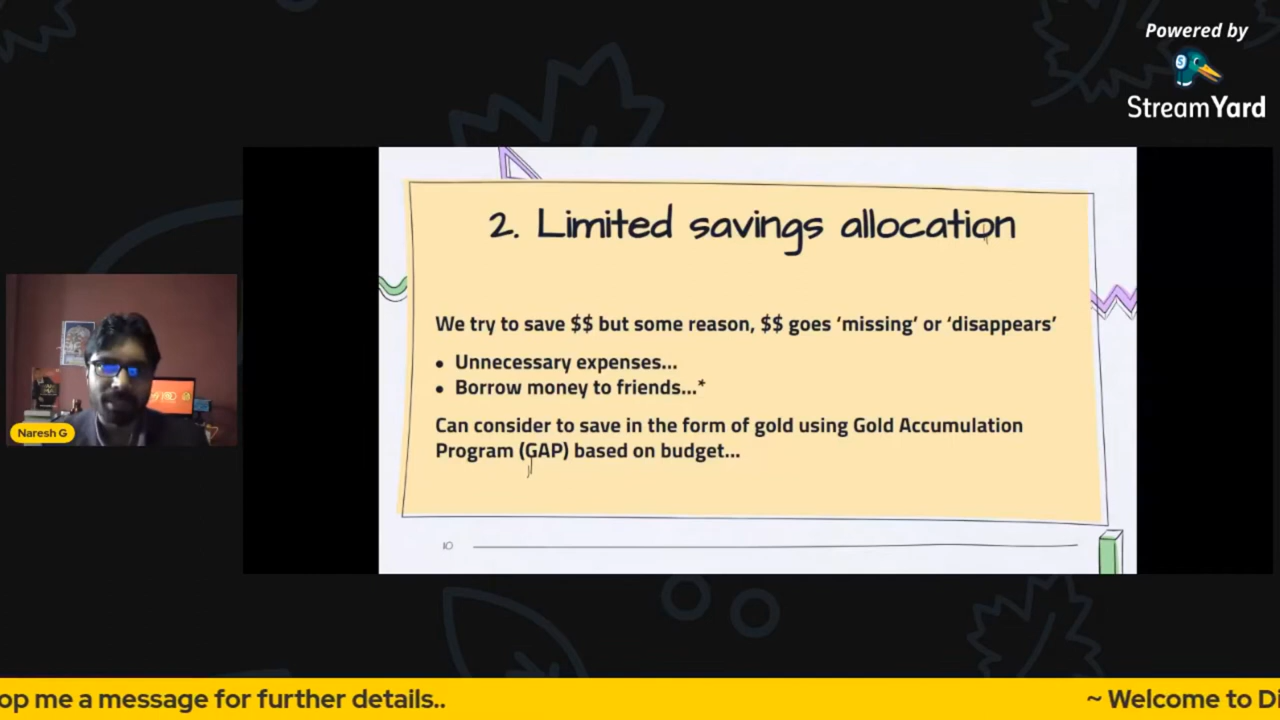 Powered by
StreamYard
2. Limited savings allocation
We try to save $$ but some reason, $$ goes ‘missing’ or ‘disappears’
• Unnecessary expenses...
• Borrow money to friends...*
Can consider to save in the form of gold using Gold Accumulation
Program (GAP) based on budget...
10
Naresh G
op me a message for further details..
~ Welcome to Di